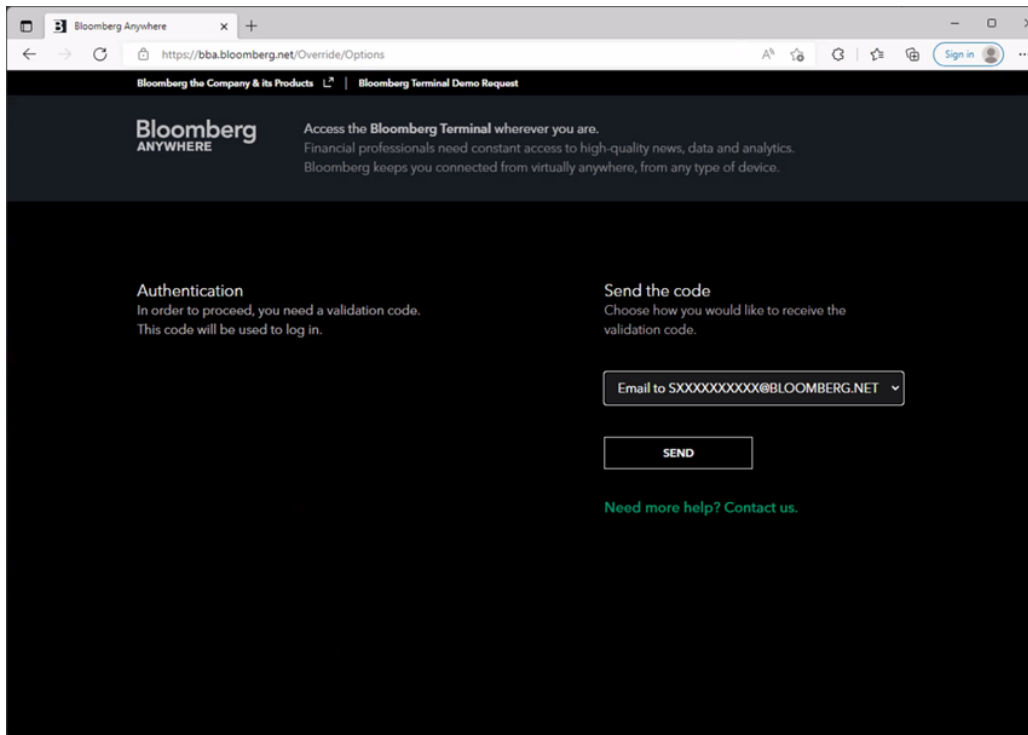 Bloomberg Anywhere
https://bba.bloomberg.net/Override/Options
Sign in
Bloomberg the Company & its Products | Bloomberg Terminal Demo Request
Bloomberg
ANYWHERE
Access the Bloomberg Terminal wherever you are.
Financial professionals need constant access to high-quality news, data and analytics.
Bloomberg keeps you connected from virtually anywhere, from any type of device.
Authentication
In order to proceed, you need a validation code.
This code will be used to log in.
Send the code
Choose how you would like to receive the
validation code.
Email to SXXXXXXXXXX@BLOOMBERG.NET
SEND
Need more help? Contact us.